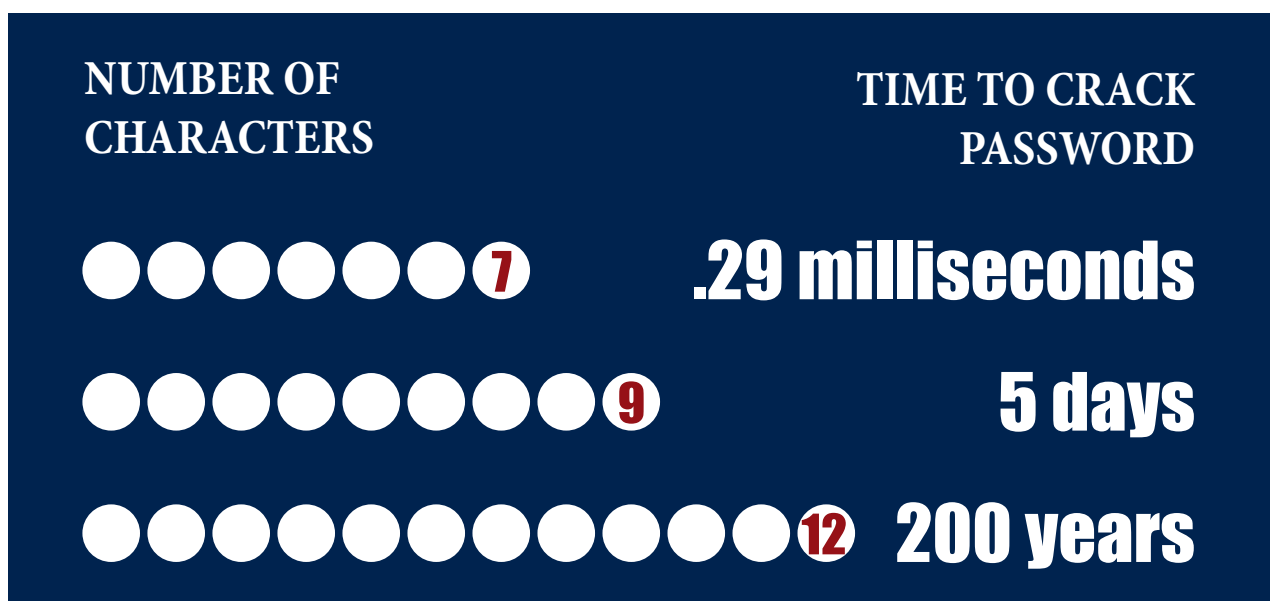 NUMBER OF
CHARACTERS
TIME TO CRACK
PASSWORD
7 .29 milliseconds
9 5 days
12 200 years